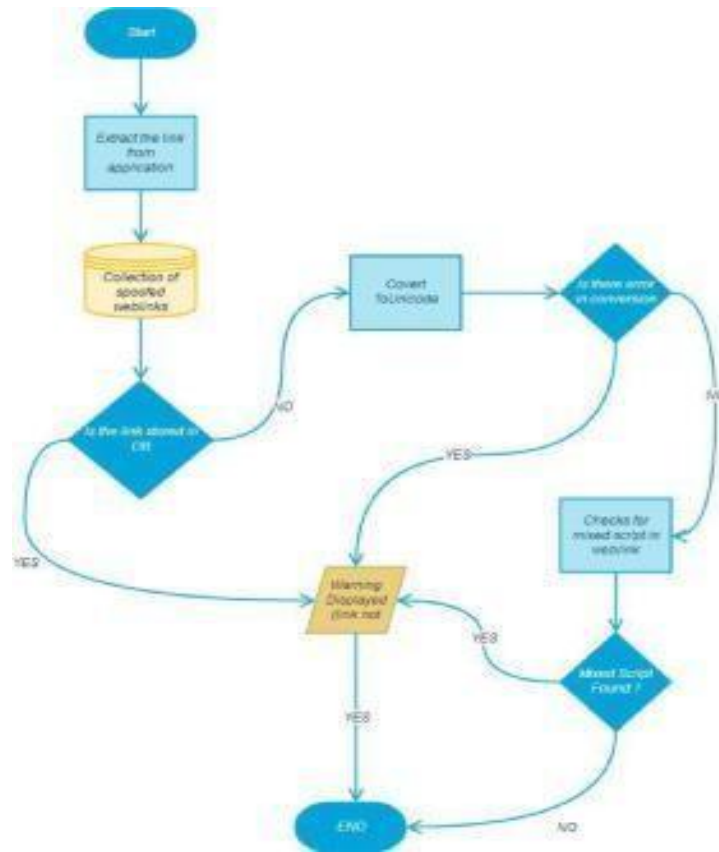 Start
Extract the link
from
application
Collection of
spoofed
weblinks
Covert
ToUnicode
Is there error
in conversion
NO
Is the link stored in
DB
YES
YES
Checks for
mixed script in
weblink
Warning
Displayed
(link not
YES
Mixed Script
Found ?
YES
END
NO